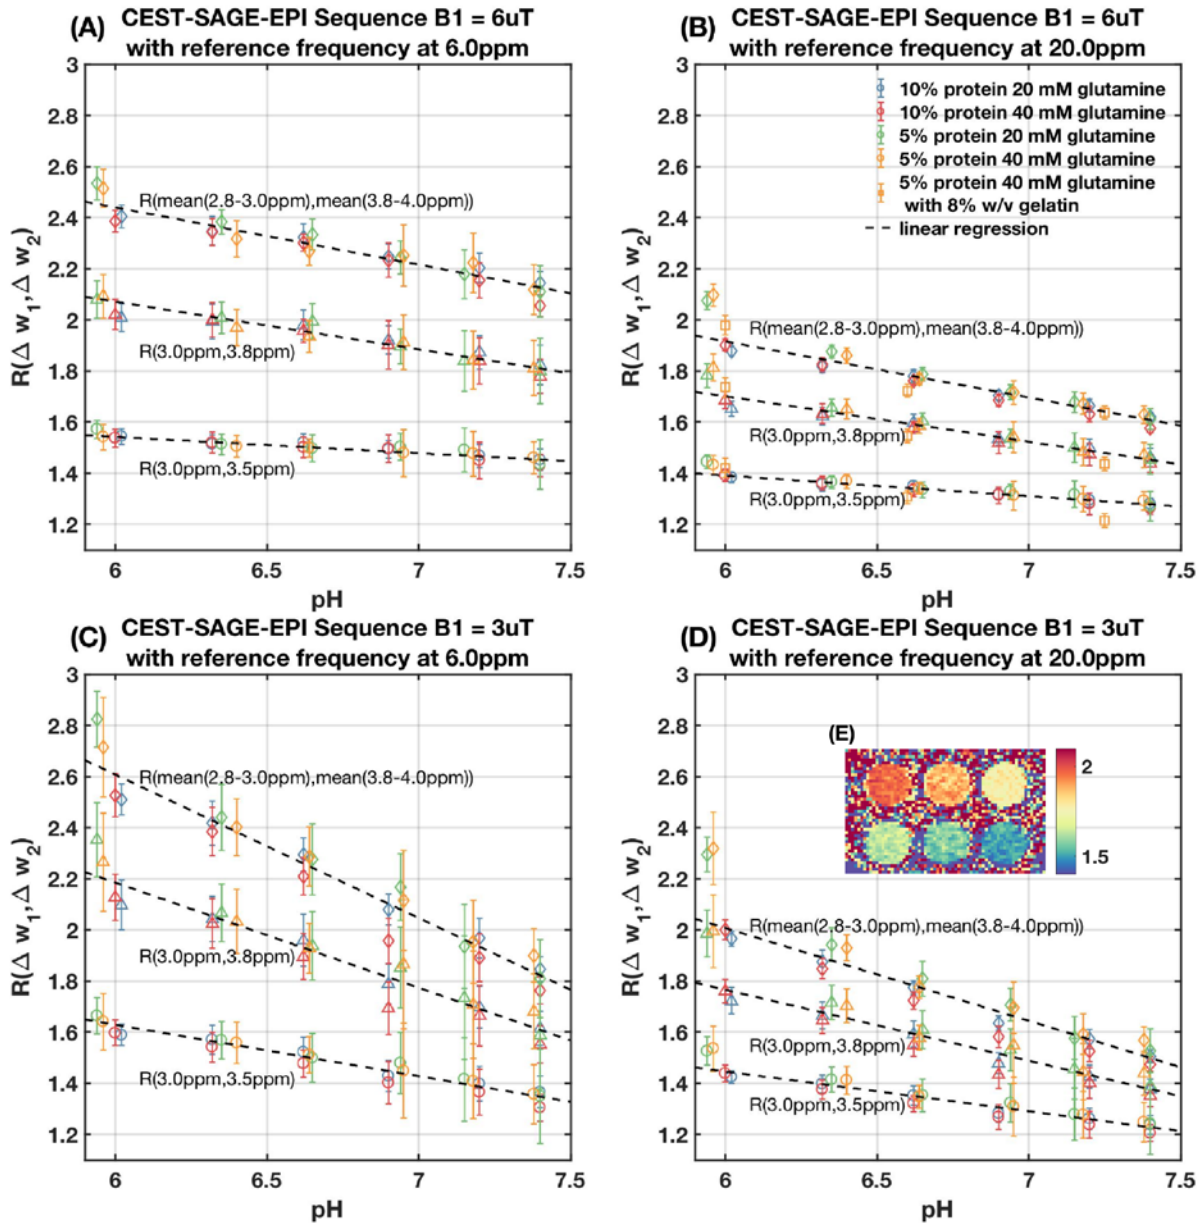 (A)
CEST-SAGE-EPI Sequence B1 = 6uT
with reference frequency at 6.0ppm
3
2.8
2.6
2.4
2.2
2
1.8
1.6
1.4
1.2
R(Δ w1, Δ w2)
R(mean(2.8-3.0ppm),mean(3.8-4.0ppm))
R(3.0ppm,3.8ppm)
R(3.0ppm,3.5ppm)
6
6.5
7
7.5
pH
(B)
CEST-SAGE-EPI Sequence B1 = 6uT
with reference frequency at 20.0ppm
3
2.8
2.6
2.4
2.2
2
1.8
1.6
1.4
1.2
R(Δ w1, Δ w2)
10% protein 20 mM glutamine
10% protein 40 mM glutamine
5% protein 20 mM glutamine
5% protein 40 mM glutamine
5% protein 40 mM glutamine
with 8% w/v gelatin
linear regression
R(mean(2.8-3.0ppm),mean(3.8-4.0ppm))
R(3.0ppm,3.8ppm)
R(3.0ppm,3.5ppm)
6
6.5
7
7.5
pH
(C)
CEST-SAGE-EPI Sequence B1 = 3uT
with reference frequency at 6.0ppm
3
2.8
2.6
2.4
2.2
2
1.8
1.6
1.4
1.2
R(Δ w1, Δ w2)
R(mean(2.8-3.0ppm),mean(3.8-4.0ppm))
R(3.0ppm,3.8ppm)
R(3.0ppm,3.5ppm)
6
6.5
7
7.5
pH
(D)
CEST-SAGE-EPI Sequence B1 = 3uT
with reference frequency at 20.0ppm
3
2.8
2.6
2.4
2.2
2
1.8
1.6
1.4
1.2
R(Δ w1, Δ w2)
(E)
2
1.5
R(mean(2.8-3.0ppm),mean(3.8-4.0ppm))
R(3.0ppm,3.8ppm)
R(3.0ppm,3.5ppm)
6
6.5
7
7.5
pH